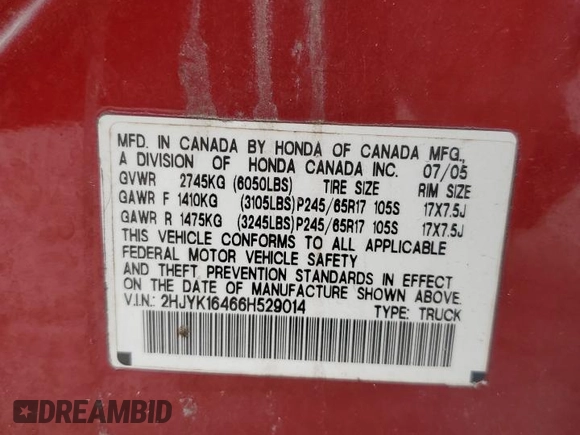 MFD. IN CANADA BY HONDA OF CANADA MFG.,
A DIVISION OF HONDA CANADA INC. 07/05
GVWR 2745KG (6050LBS) TIRE SIZE RIM SIZE
GAWR F 1410KG (3105LBS) P245/65R17 105S 17X7.5J
GAWR R 1475KG (3245LBS) P245/65R17 105S 17X7.5J
THIS VEHICLE CONFORMS TO ALL APPLICABLE
FEDERAL MOTOR VEHICLE SAFETY
AND THEFT PREVENTION STANDARDS IN EFFECT
ON THE DATE OF MANUFACTURE SHOWN ABOVE.
V.I.N.: 2HJYK16466H529014 TYPE: TRUCK
DREAMBID